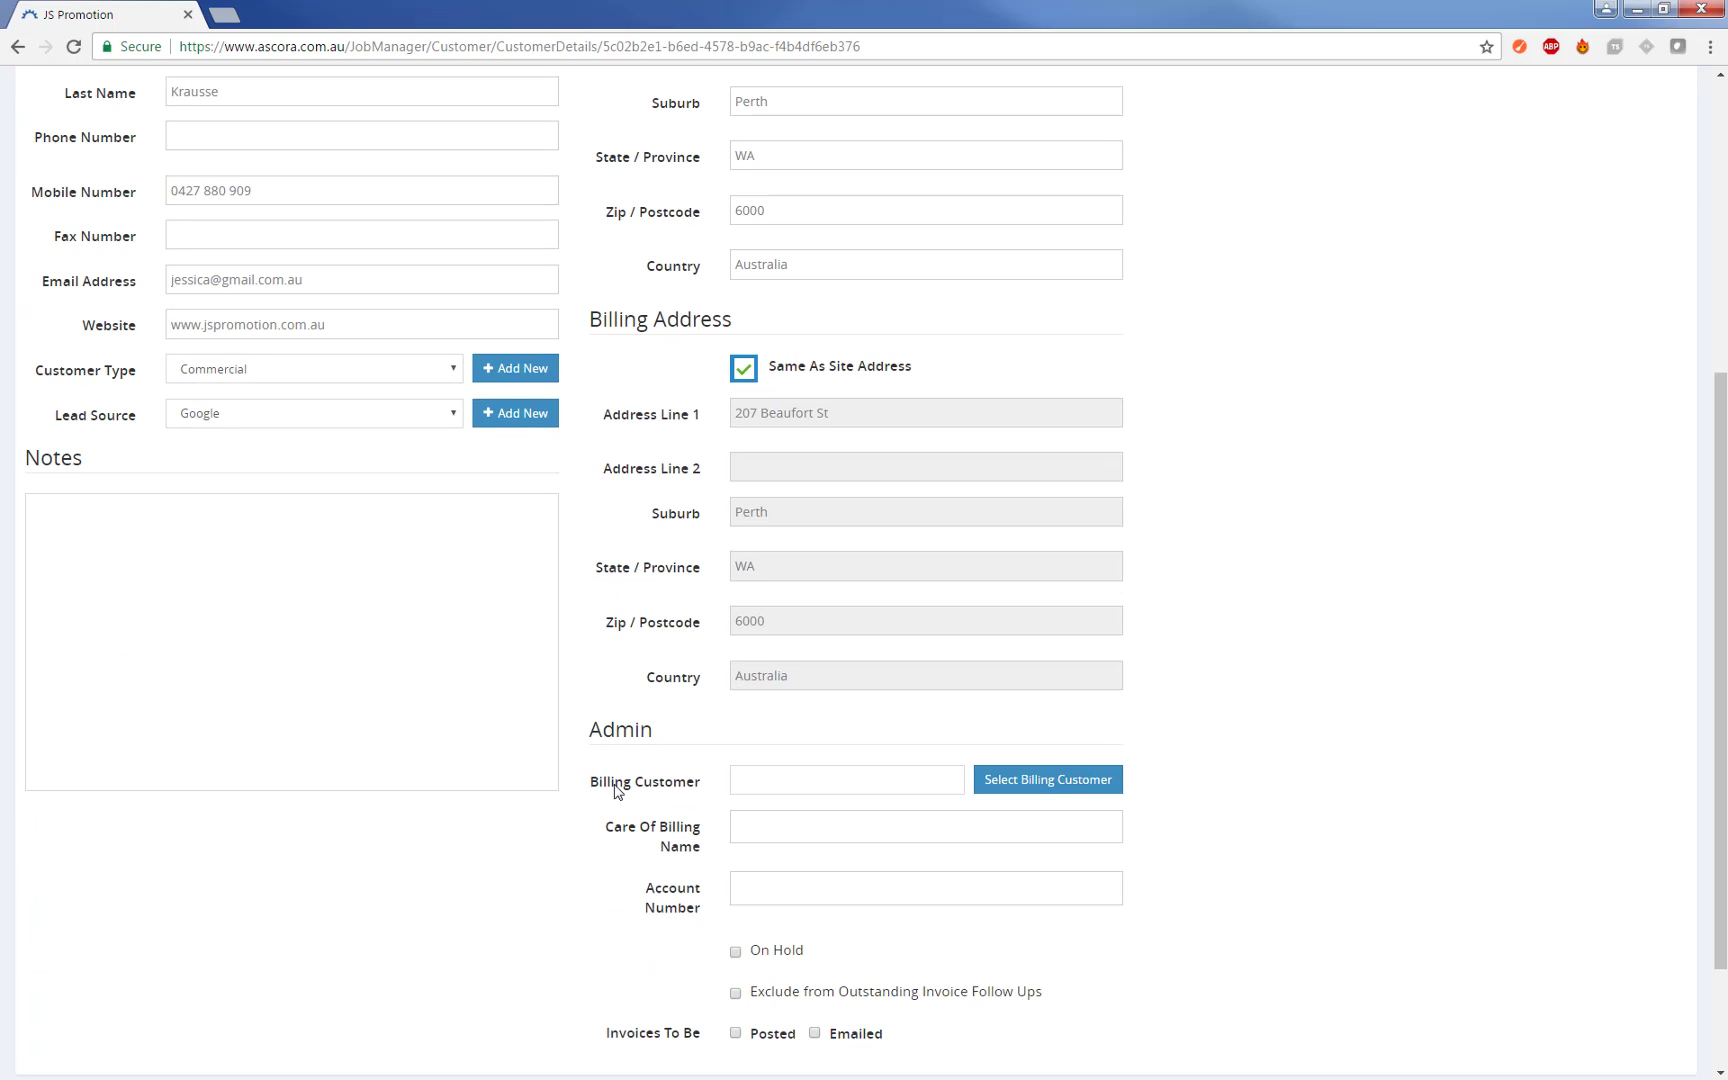 JS Promotion
Secure
https://www.ascora.com.au/JobManager/Customer/CustomerDetails/5c02b2e1-b6ed-4578-b9ac-f4b4df6eb376
ABP
TS
Last Name
Krausse
Phone Number
Mobile Number
0427 880 909
Fax Number
Email Address
jessica@gmail.com.au
Website
www.jspromotion.com.au
Customer Type
Commercial
Add New
Lead Source
Google
Add New
Notes
Suburb
Perth
State / Province
WA
Zip / Postcode
6000
Country
Australia
Billing Address
Same As Site Address
Address Line 1
207 Beaufort St
Address Line 2
Suburb
Perth
State / Province
WA
Zip / Postcode
6000
Country
Australia
Admin
Billing Customer
Select Billing Customer
Care Of Billing
Name
Account
Number
On Hold
Exclude from Outstanding Invoice Follow Ups
Invoices To Be
Posted
Emailed